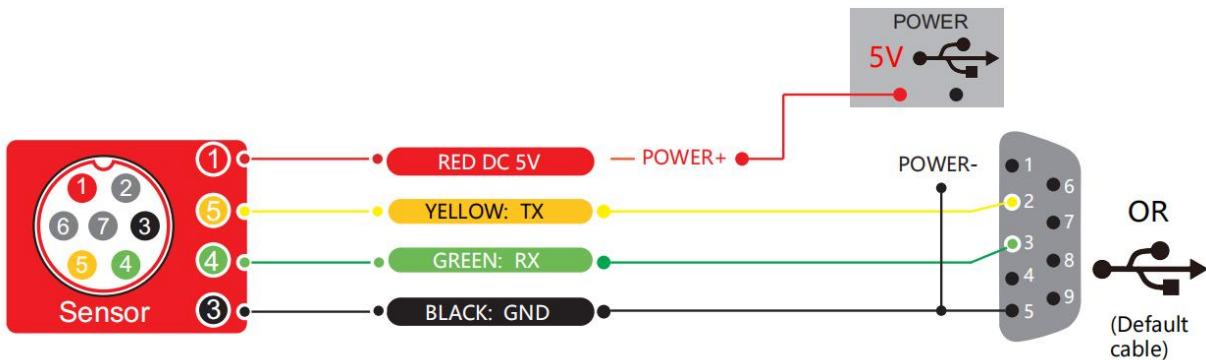 POWER
5V
1 RED DC 5V POWER+
POWER-
1 2
5 YELLOW: TX
6 7 3
4 GREEN: RX
5 4
3 BLACK: GND
Sensor
1
6
2
7
3
8
4
9
5
OR
(Default
cable)